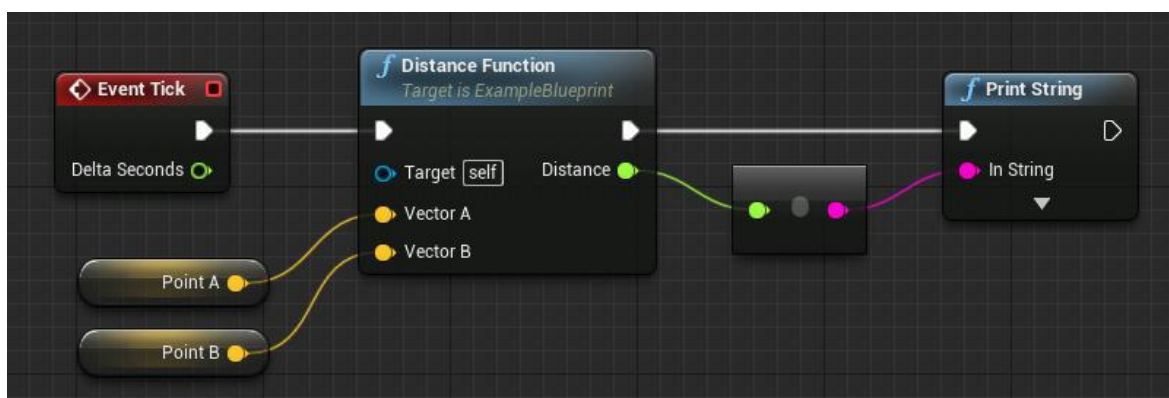 Event Tick
Delta Seconds
Point A
Point B
f Distance Function
Target is ExampleBlueprint
Target self
Distance
Vector A
Vector B
f Print String
In String